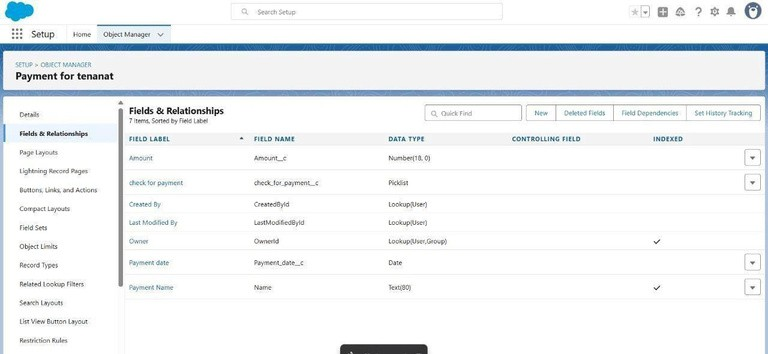 Search Setup
Setup
Home
Object Manager
SETUP > OBJECT MANAGER
Payment for tenanat
Details
Fields & Relationships
Page Layouts
Lightning Record Pages
Buttons, Links, and Actions
Compact Layouts
Field Sets
Object Limits
Record Types
Related Lookup Filters
Search Layouts
List View Button Layout
Restriction Rules
Fields & Relationships
7 Items, Sorted by Field Label
Quick Find
New
Deleted Fields
Field Dependencies
Set History Tracking
FIELD LABEL FIELD NAME DATA TYPE CONTROLLING FIELD INDEXED
Amount Amount__c Number(18, 0)
check for payment check_for_payment__c Picklist
Created By CreatedById Lookup(User)
Last Modified By LastModifiedById Lookup(User)
Owner OwnerId Lookup(User,Group)
Payment date Payment_date__c Date
Payment Name Name Text(80)